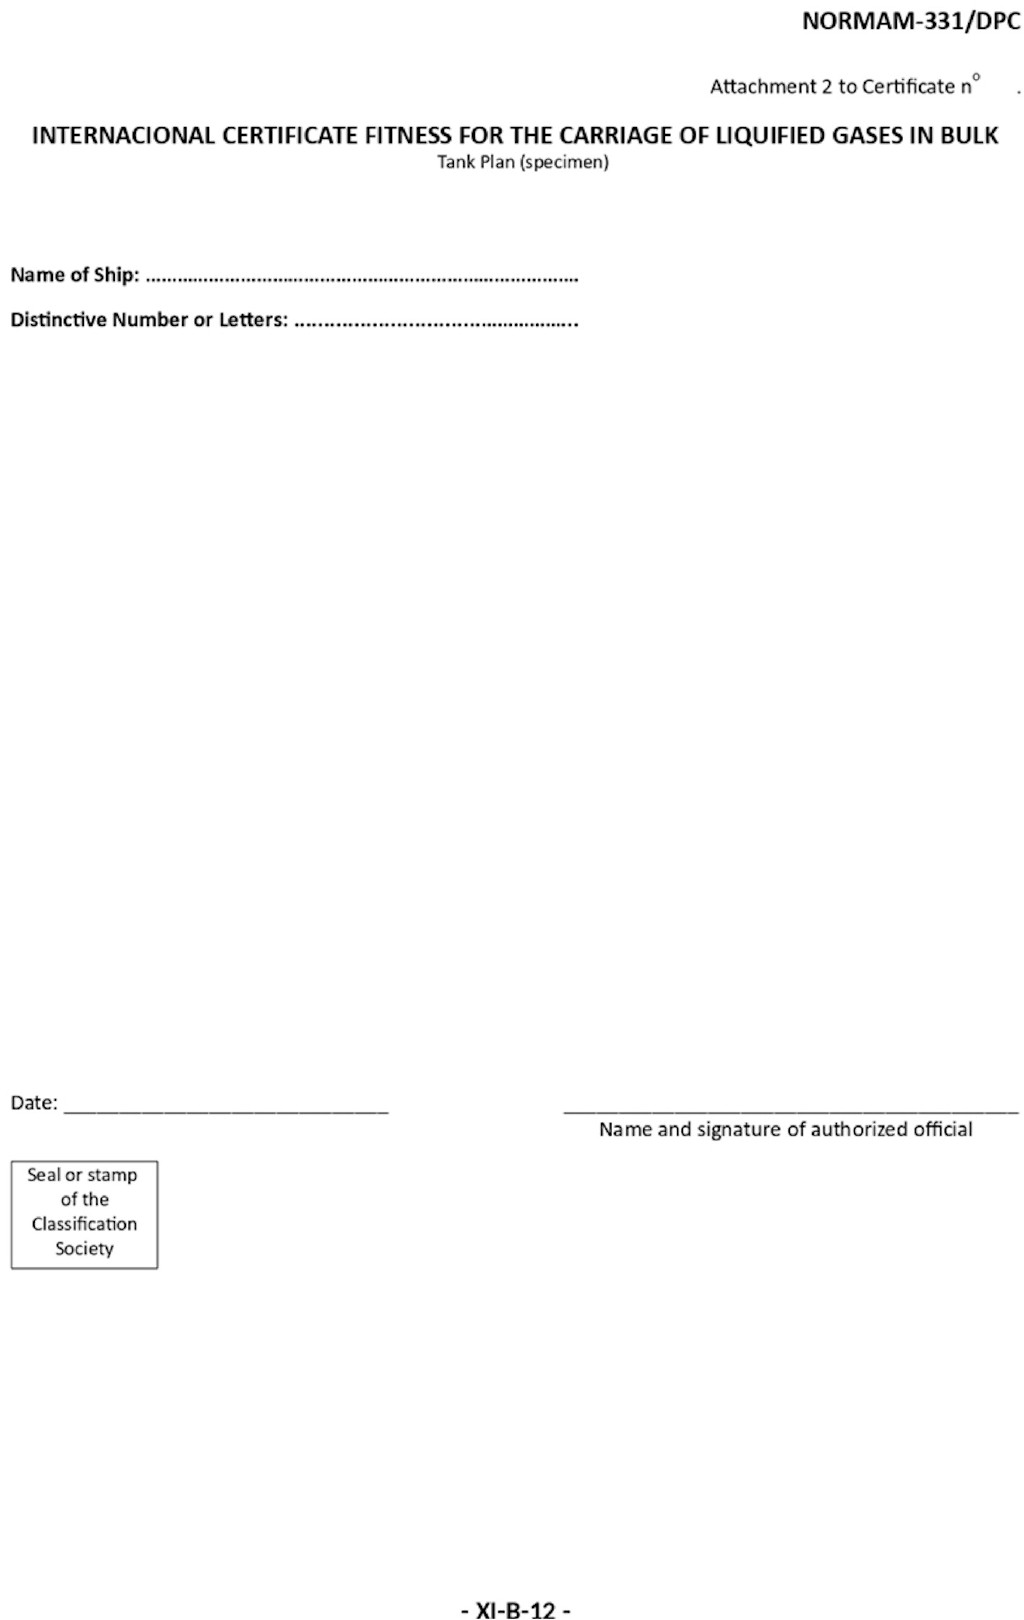 NORMAM-331/DPC
Attachment 2 to Certificate nº .
INTERNACIONAL CERTIFICATE FITNESS FOR THE CARRIAGE OF LIQUIFIED GASES IN BULK
Tank Plan (specimen)
Name of Ship: ....................................................................................
Distinctive Number or Letters: ......................................................
Date: ______________________________
__________________________________________
Name and signature of authorized official
Seal or stamp
of the
Classification
Society
- XI-B-12 -